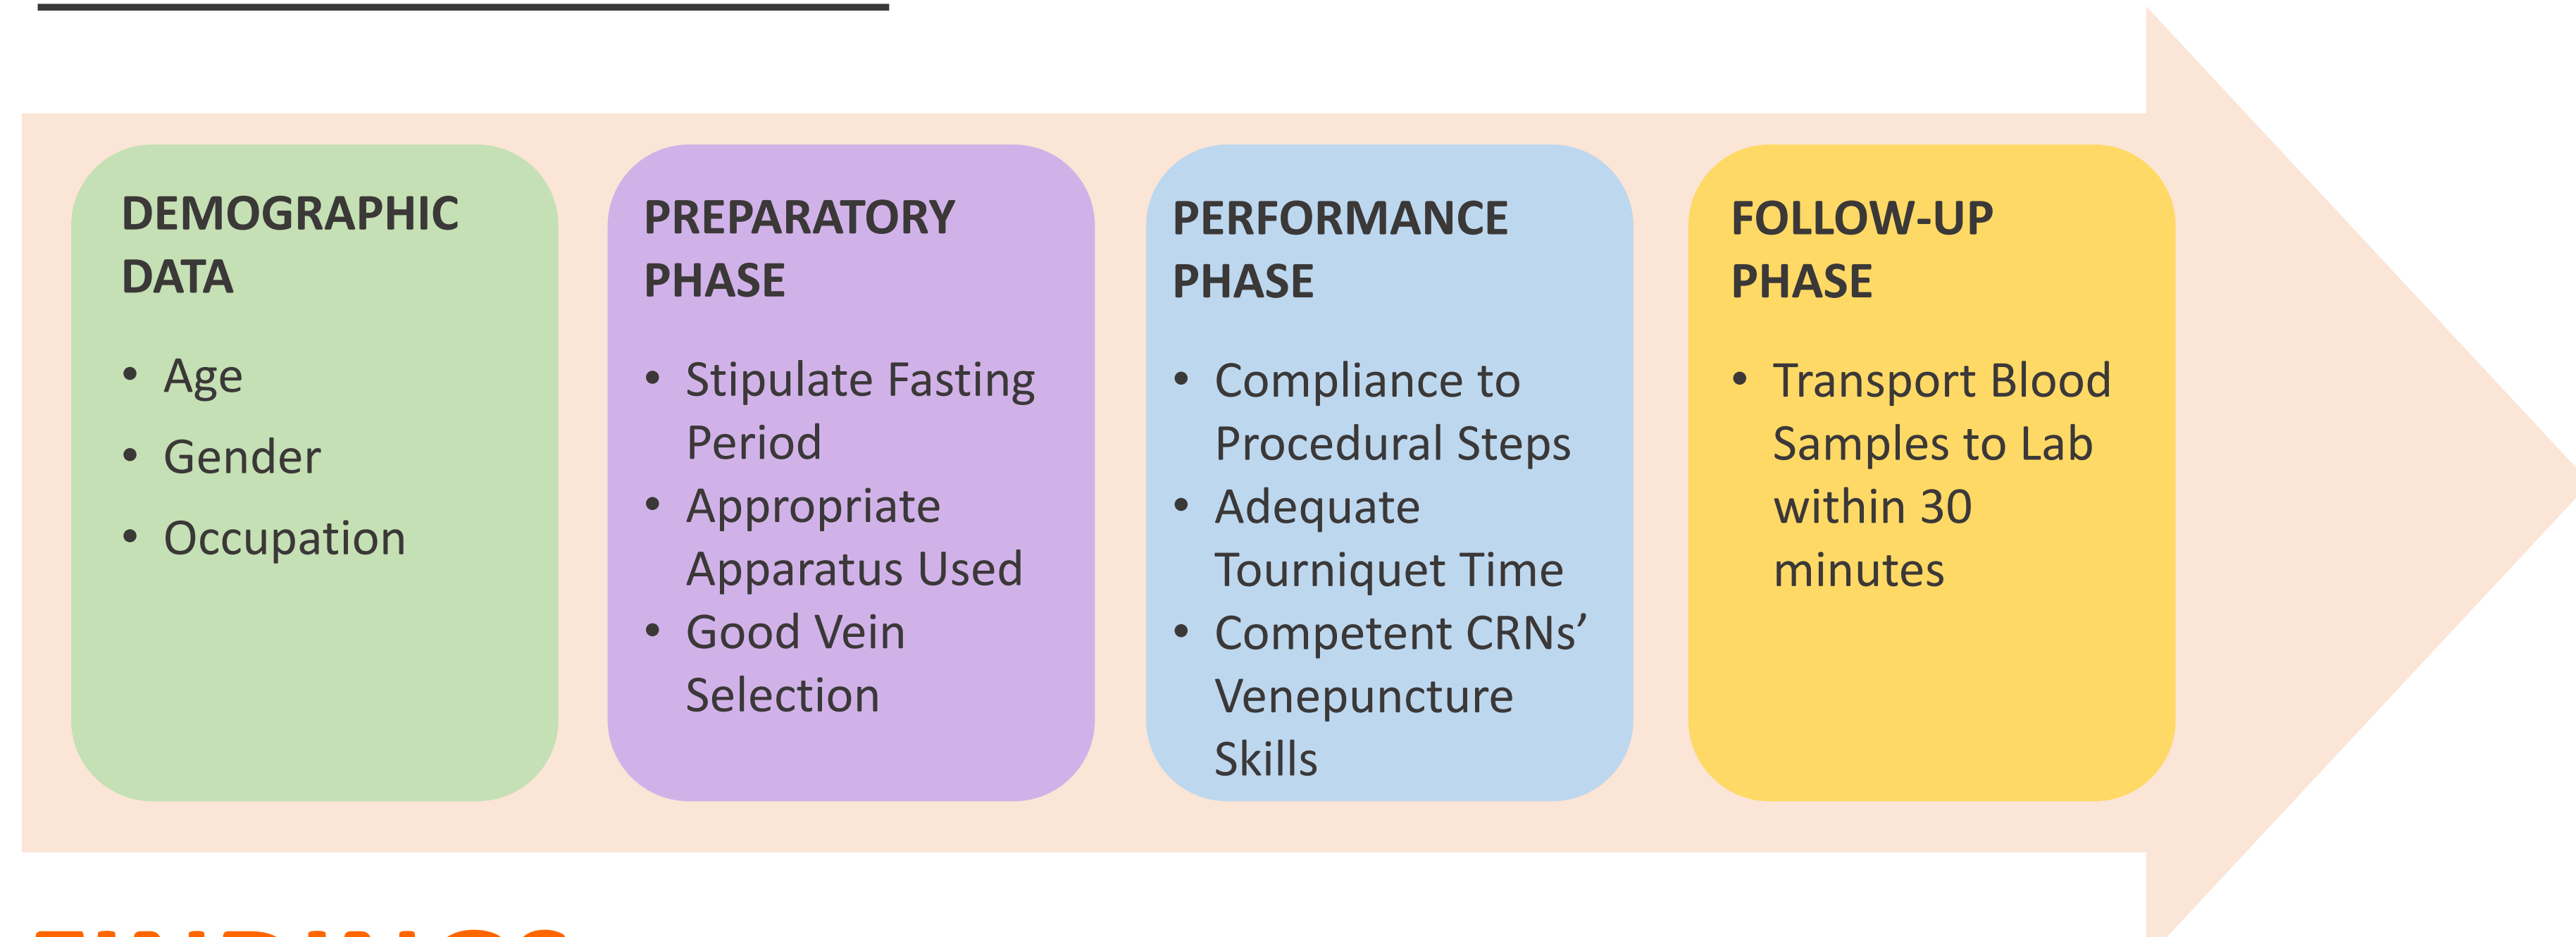 DEMOGRAPHIC
DATA
• Age
• Gender
• Occupation
PREPARATORY
PHASE
• Stipulate Fasting
Period
• Appropriate
Apparatus Used
• Good Vein
Selection
PERFORMANCE
PHASE
• Compliance to
Procedural Steps
• Adequate
Tourniquet Time
• Competent CRNs’
Venepuncture
Skills
FOLLOW-UP
PHASE
• Transport Blood
Samples to Lab
within 30
minutes